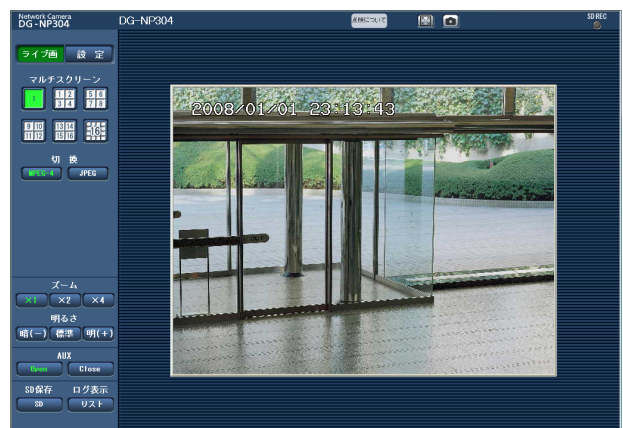 Network Camera
DG-NP304
DG-NP304
点検について
SD REC
ライブ画 設 定
マルチスクリーン
1
1 2
3 4
5 6
7 8
9 10
11 12
13 14
15 16
16
切 換
MPEG-4 JPEG
2008/01/01 23:13:43
ズーム
×1 ×2 ×4
明るさ
暗(-) 標準 明(+)
AUX
Open Close
SD保存 ログ表示
SD リスト